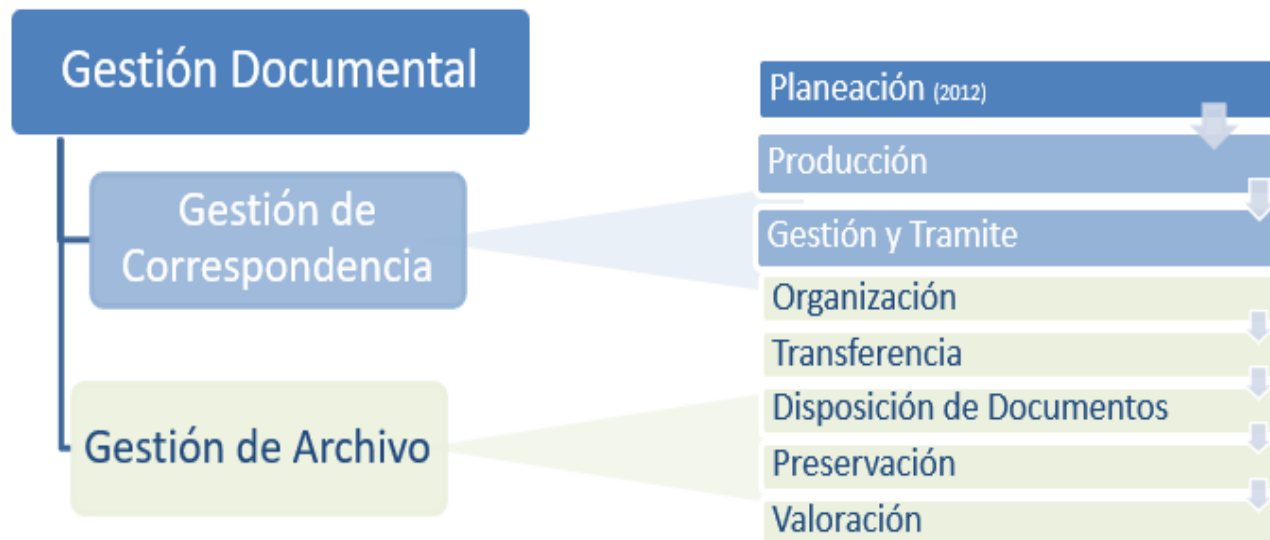 Gestión Documental
Gestión de
Correspondencia
Gestión de Archivo
Planeación (2012)
Producción
Gestión y Tramite
Organización
Transferencia
Disposición de Documentos
Preservación
Valoración